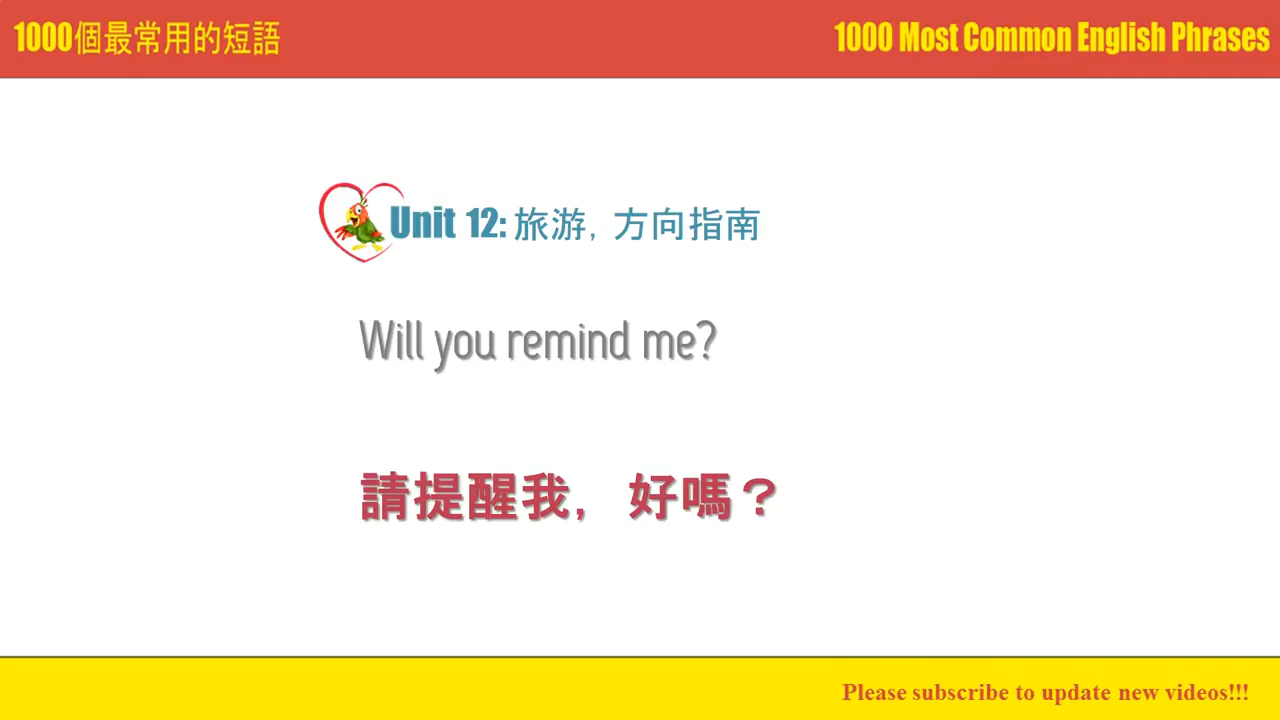 1000個最常用的短語
1000 Most Common English Phrases
Unit 12: 旅游, 方向指南
Will you remind me?
請提醒我, 好嗎？
Please subscribe to update new videos!!!